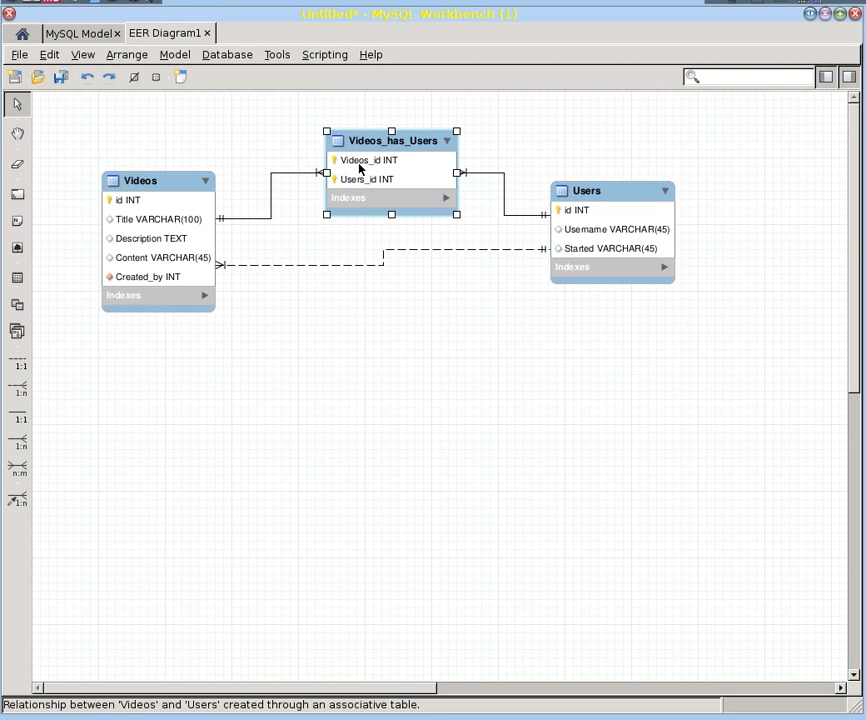 Untitled* - MySQL Workbench (1)
MySQL Model× EER Diagram1 ×
File Edit View Arrange Model Database Tools Scripting Help
Videos_has_Users
Videos_id INT
Users_id INT
Indexes
Videos
id INT
Title VARCHAR(100)
Description TEXT
Content VARCHAR(45)
Created_by INT
Indexes
Users
id INT
Username VARCHAR(45)
Started VARCHAR(45)
Indexes
1:1
1:n
1:1
1:n
n:m
1:n
Relationship between 'Videos' and 'Users' created through an associative table.